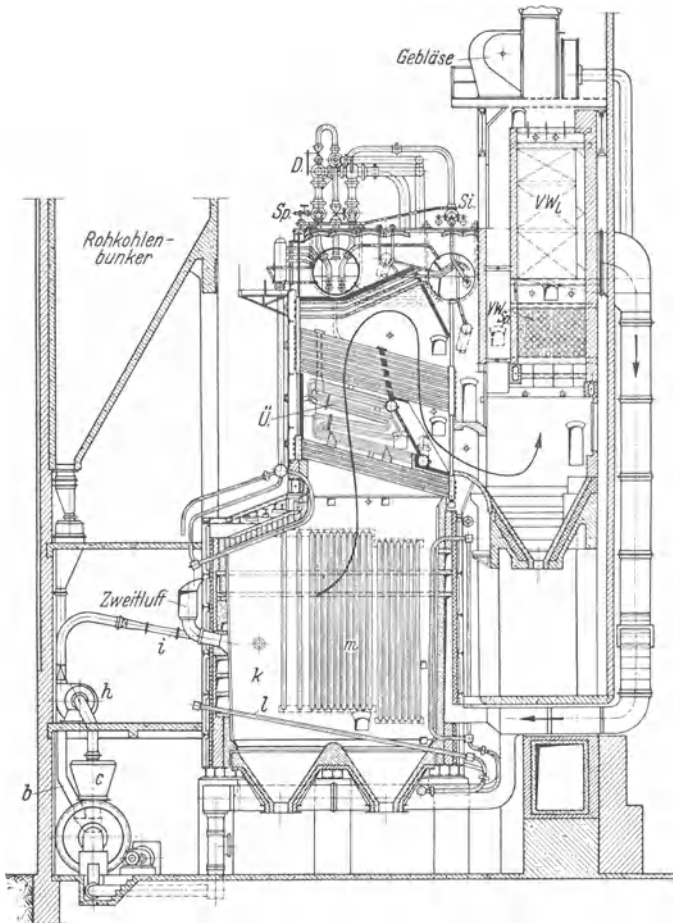 Gebläse
D.
Sp.
Si.
VW_L
Rohkohlen-
bunker
VW_Sp.
Ü.
Zweitluft
i
m
k
l
h
c
b